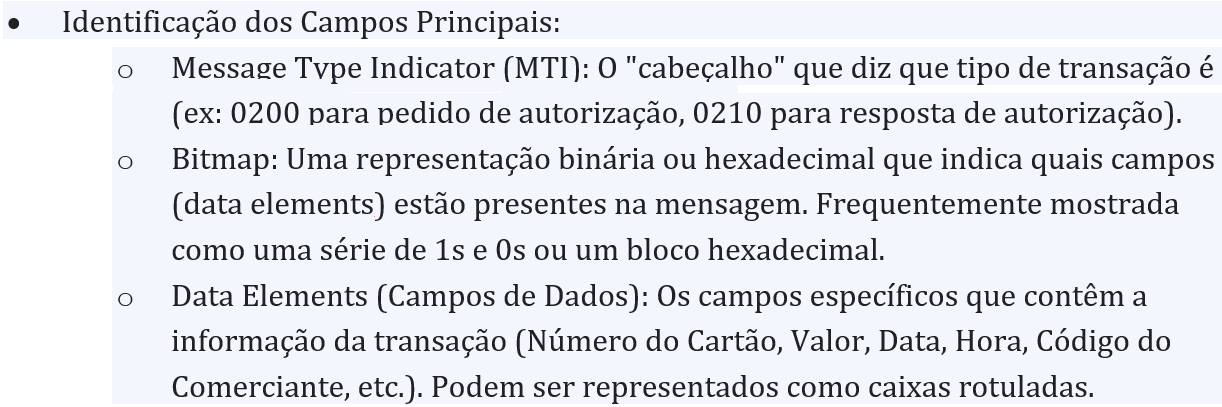 • Identificação dos Campos Principais:
o Message Type Indicator (MTI): O "cabeçalho" que diz que tipo de transação é
(ex: 0200 para pedido de autorização, 0210 para resposta de autorização).
o Bitmap: Uma representação binária ou hexadecimal que indica quais campos
(data elements) estão presentes na mensagem. Frequentemente mostrada
como uma série de 1s e 0s ou um bloco hexadecimal.
o Data Elements (Campos de Dados): Os campos específicos que contêm a
informação da transação (Número do Cartão, Valor, Data, Hora, Código do
Comerciante, etc.). Podem ser representados como caixas rotuladas.